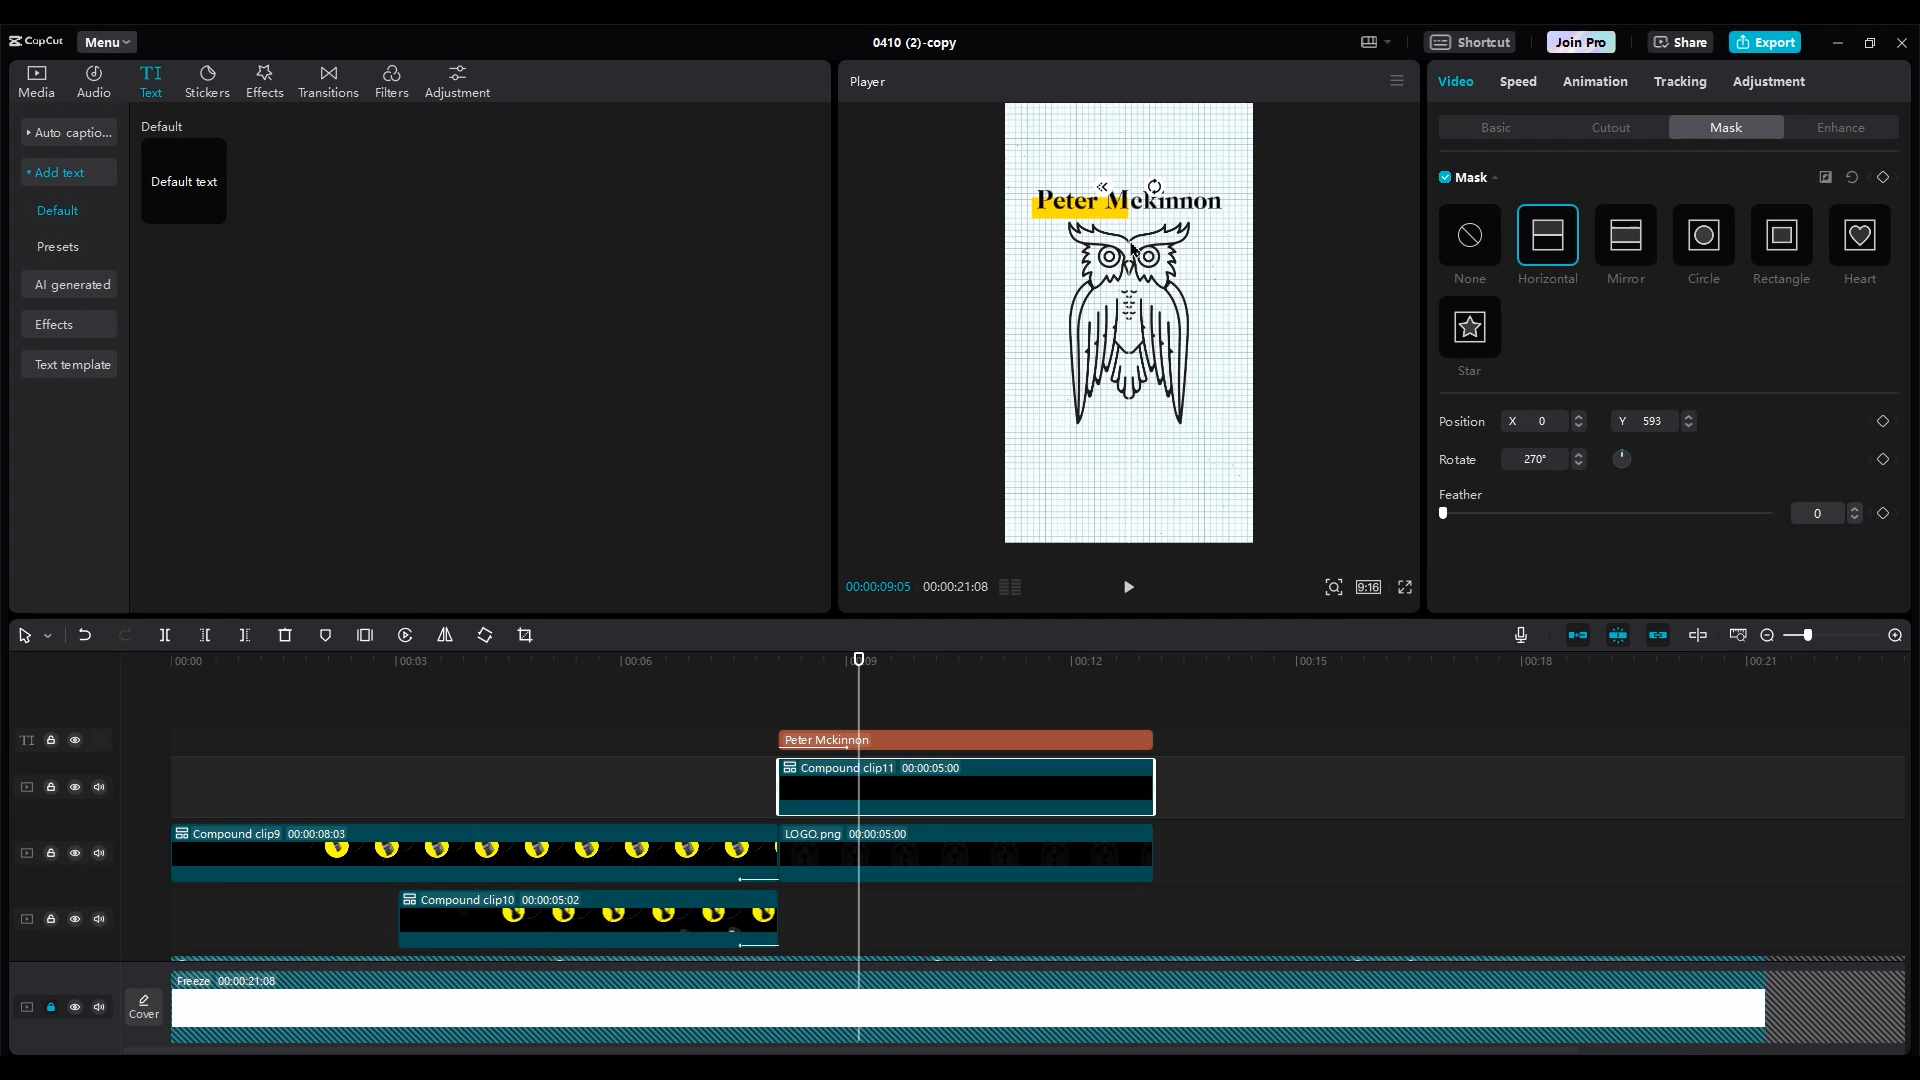 CapCut Menu 0410 (2)-copy Shortcut Join Pro Share Export
Media Audio Text Stickers Effects Transitions Filters Adjustment
Auto captio...
Add text
Default
Presets
AI generated
Effects
Text template
Default
Default text
Player
Peter Mckinnon
00:00:09:05 00:00:21:08 9:16
Video Speed Animation Tracking Adjustment
Basic Cutout Mask Enhance
Mask
None Horizontal Mirror Circle Rectangle Heart
Star
Position X 0 Y 593
Rotate 270°
Feather
0
00:00 00:03 00:06 00:09 00:12 00:15 00:18 00:21
TI Peter Mckinnon
Compound clip11 00:00:05:00
Compound clip9 00:00:08:03 LOGO.png 00:00:05:00
Compound clip10 00:00:05:02
Freeze 00:00:21:08
Cover